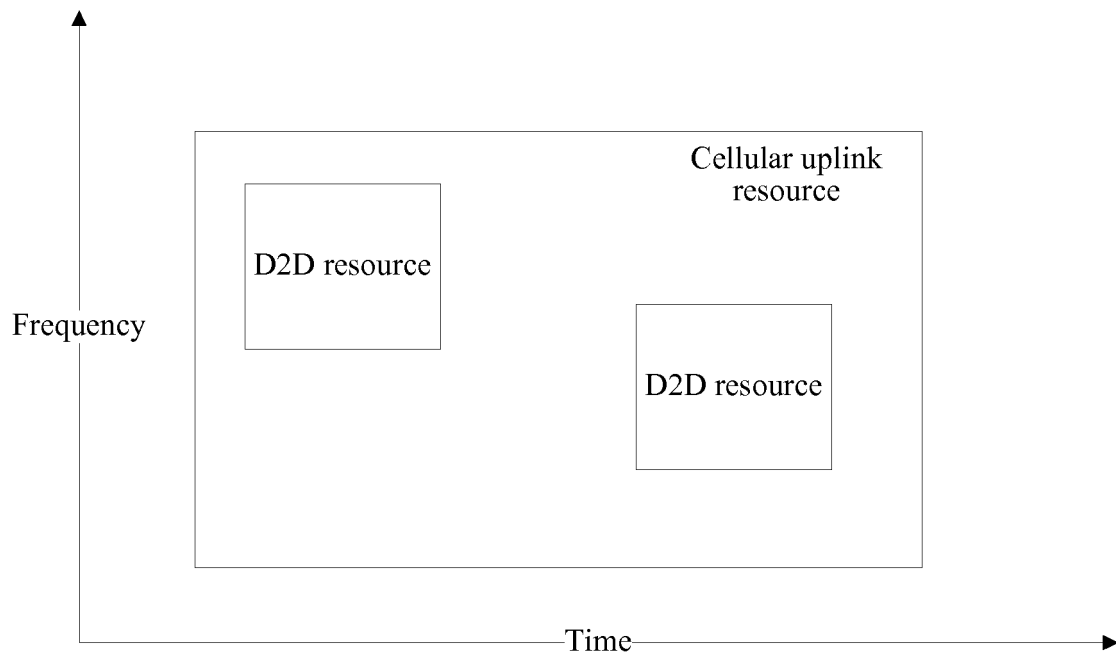 Cellular uplink
resource
D2D resource
Frequency
D2D resource
Time